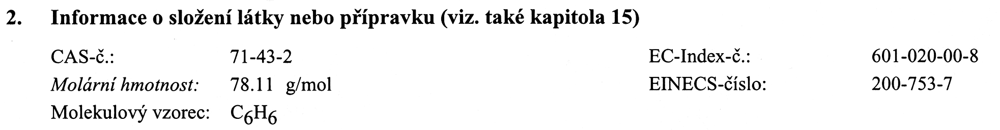 2. Informace o složení látky nebo přípravku (viz. také kapitola 15)
CAS-č.: 71-43-2 EC-Index-č.: 601-020-00-8
Molární hmotnost: 78.11 g/mol EINECS-číslo: 200-753-7
Molekulový vzorec: C6H6